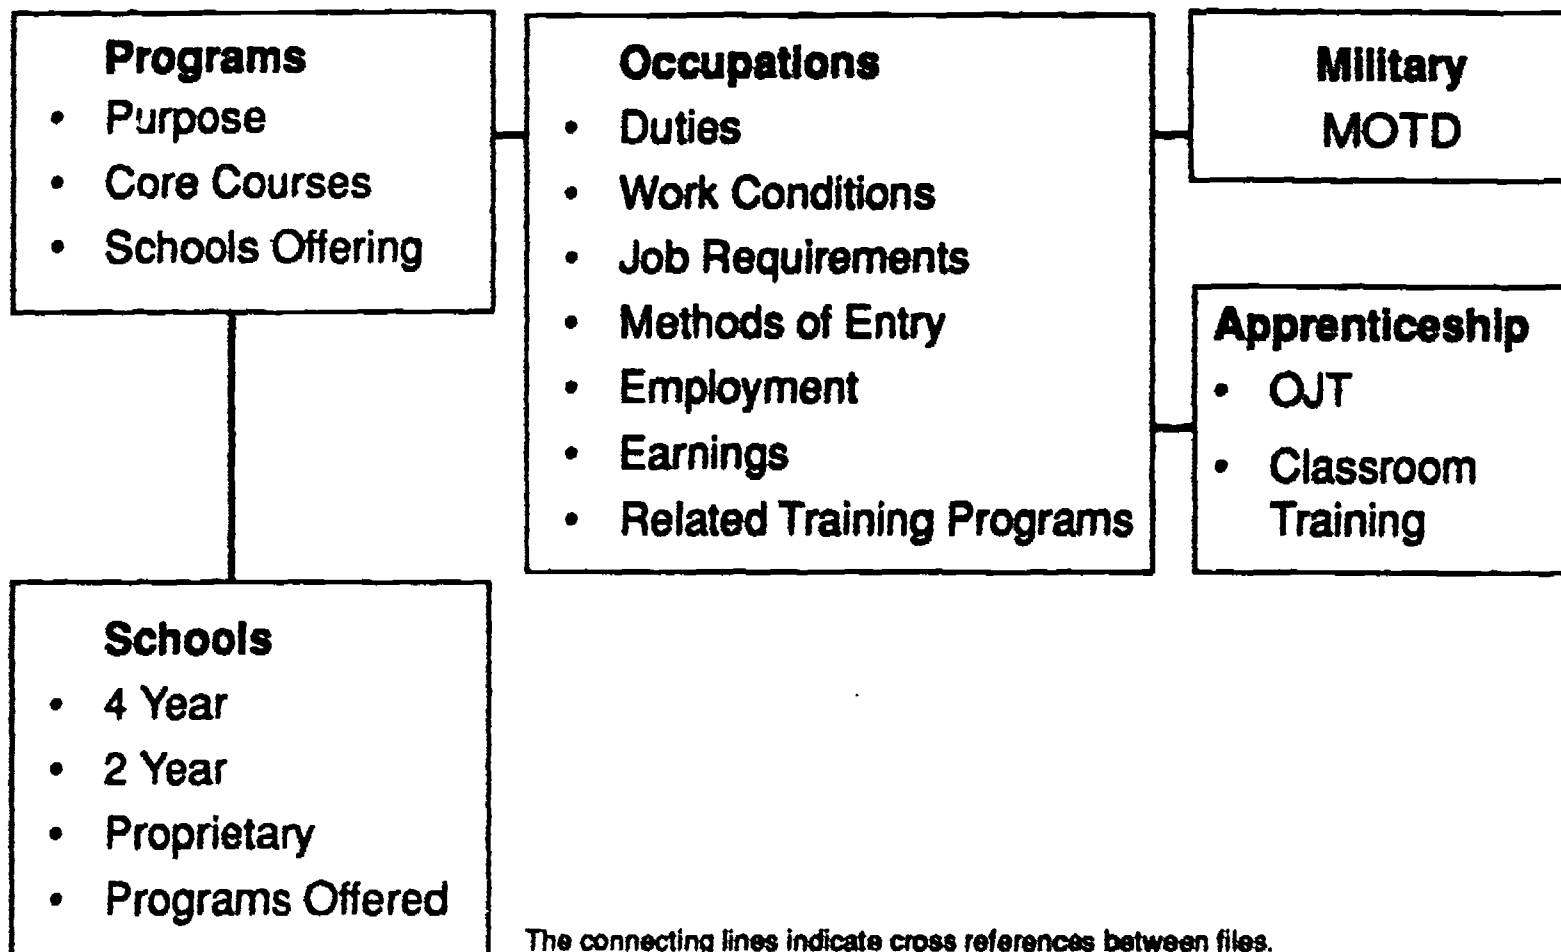 Programs
• Purpose
• Core Courses
• Schools Offering
Occupations
• Duties
• Work Conditions
• Job Requirements
• Methods of Entry
• Employment
• Earnings
• Related Training Programs
Military
MOTD
Apprenticeship
• OJT
• Classroom
Training
Schools
• 4 Year
• 2 Year
• Proprietary
• Programs Offered
The connecting lines indicate cross references between files.